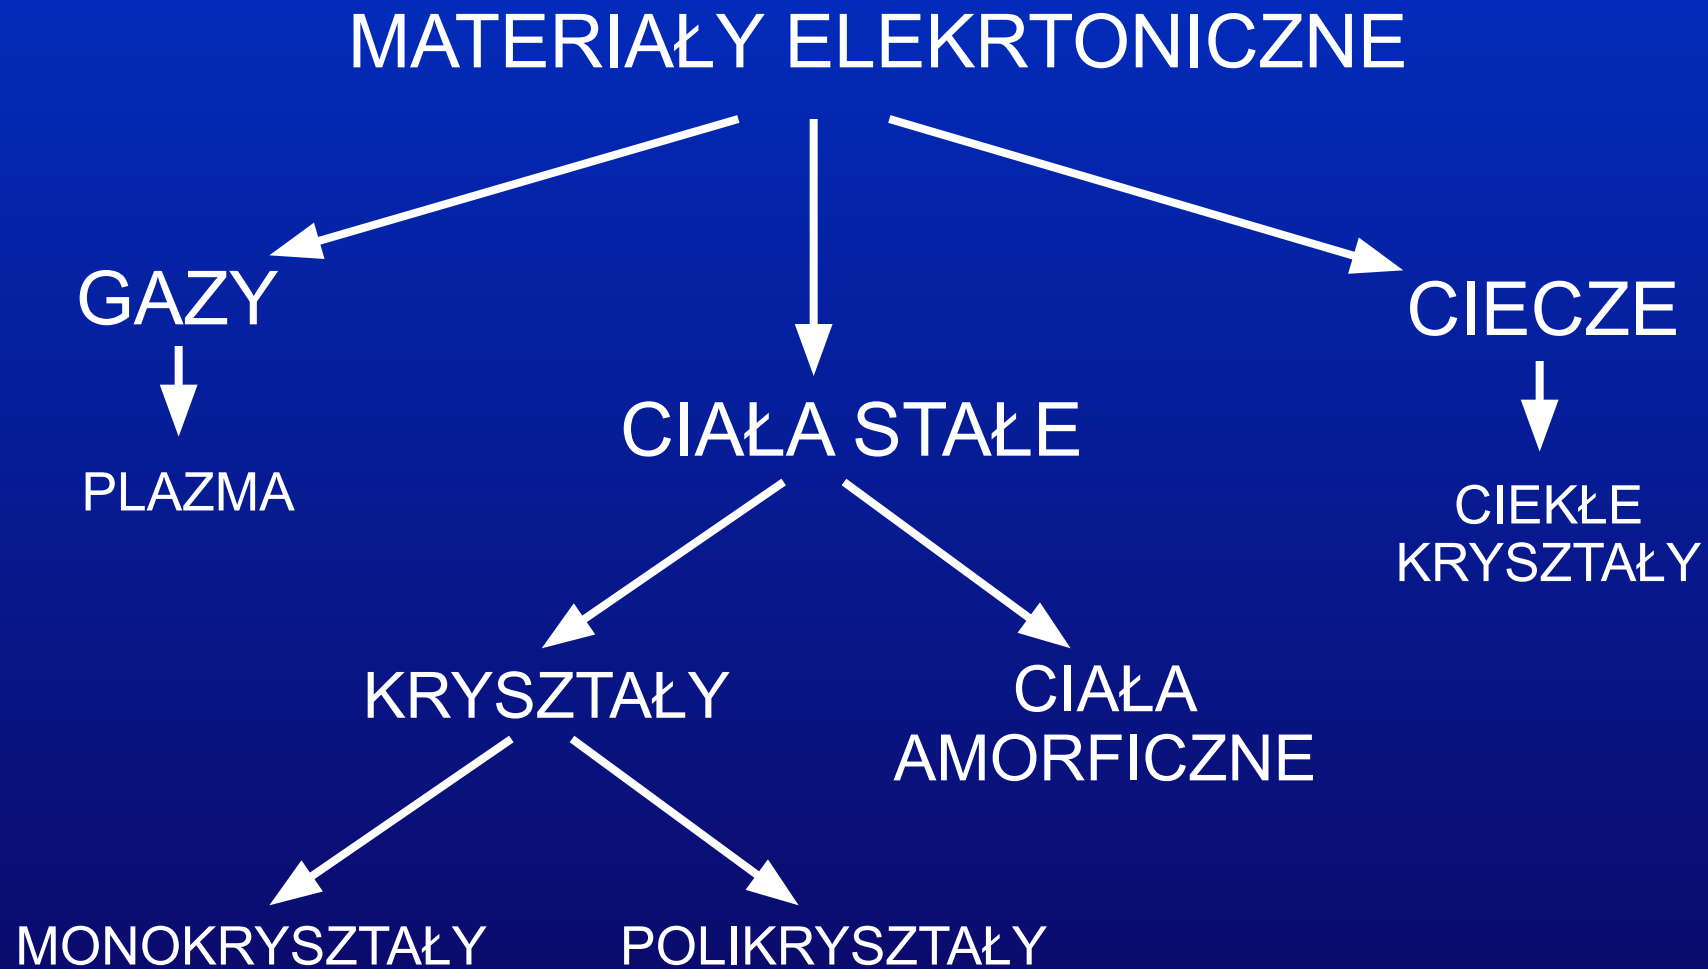 MATERIAŁY ELEKRTONICZNE
GAZY
CIECZE
CIAŁA STAŁE
PLAZMA
CIEKŁE
KRYSZTAŁY
KRYSZTAŁY
CIAŁA
AMORFICZNE
MONOKRYSZTAŁY
POLIKRYSZTAŁY